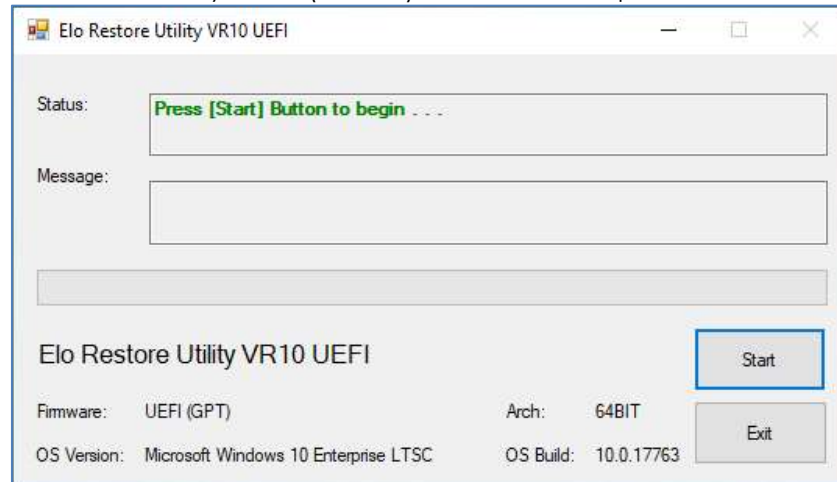 Elo Restore Utility VR10 UEFI
Status:
Press [Start] Button to begin . . .
Message:
Elo Restore Utility VR10 UEFI
Start
Firmware: UEFI (GPT) Arch: 64BIT
Exit
OS Version: Microsoft Windows 10 Enterprise LTSC OS Build: 10.0.17763